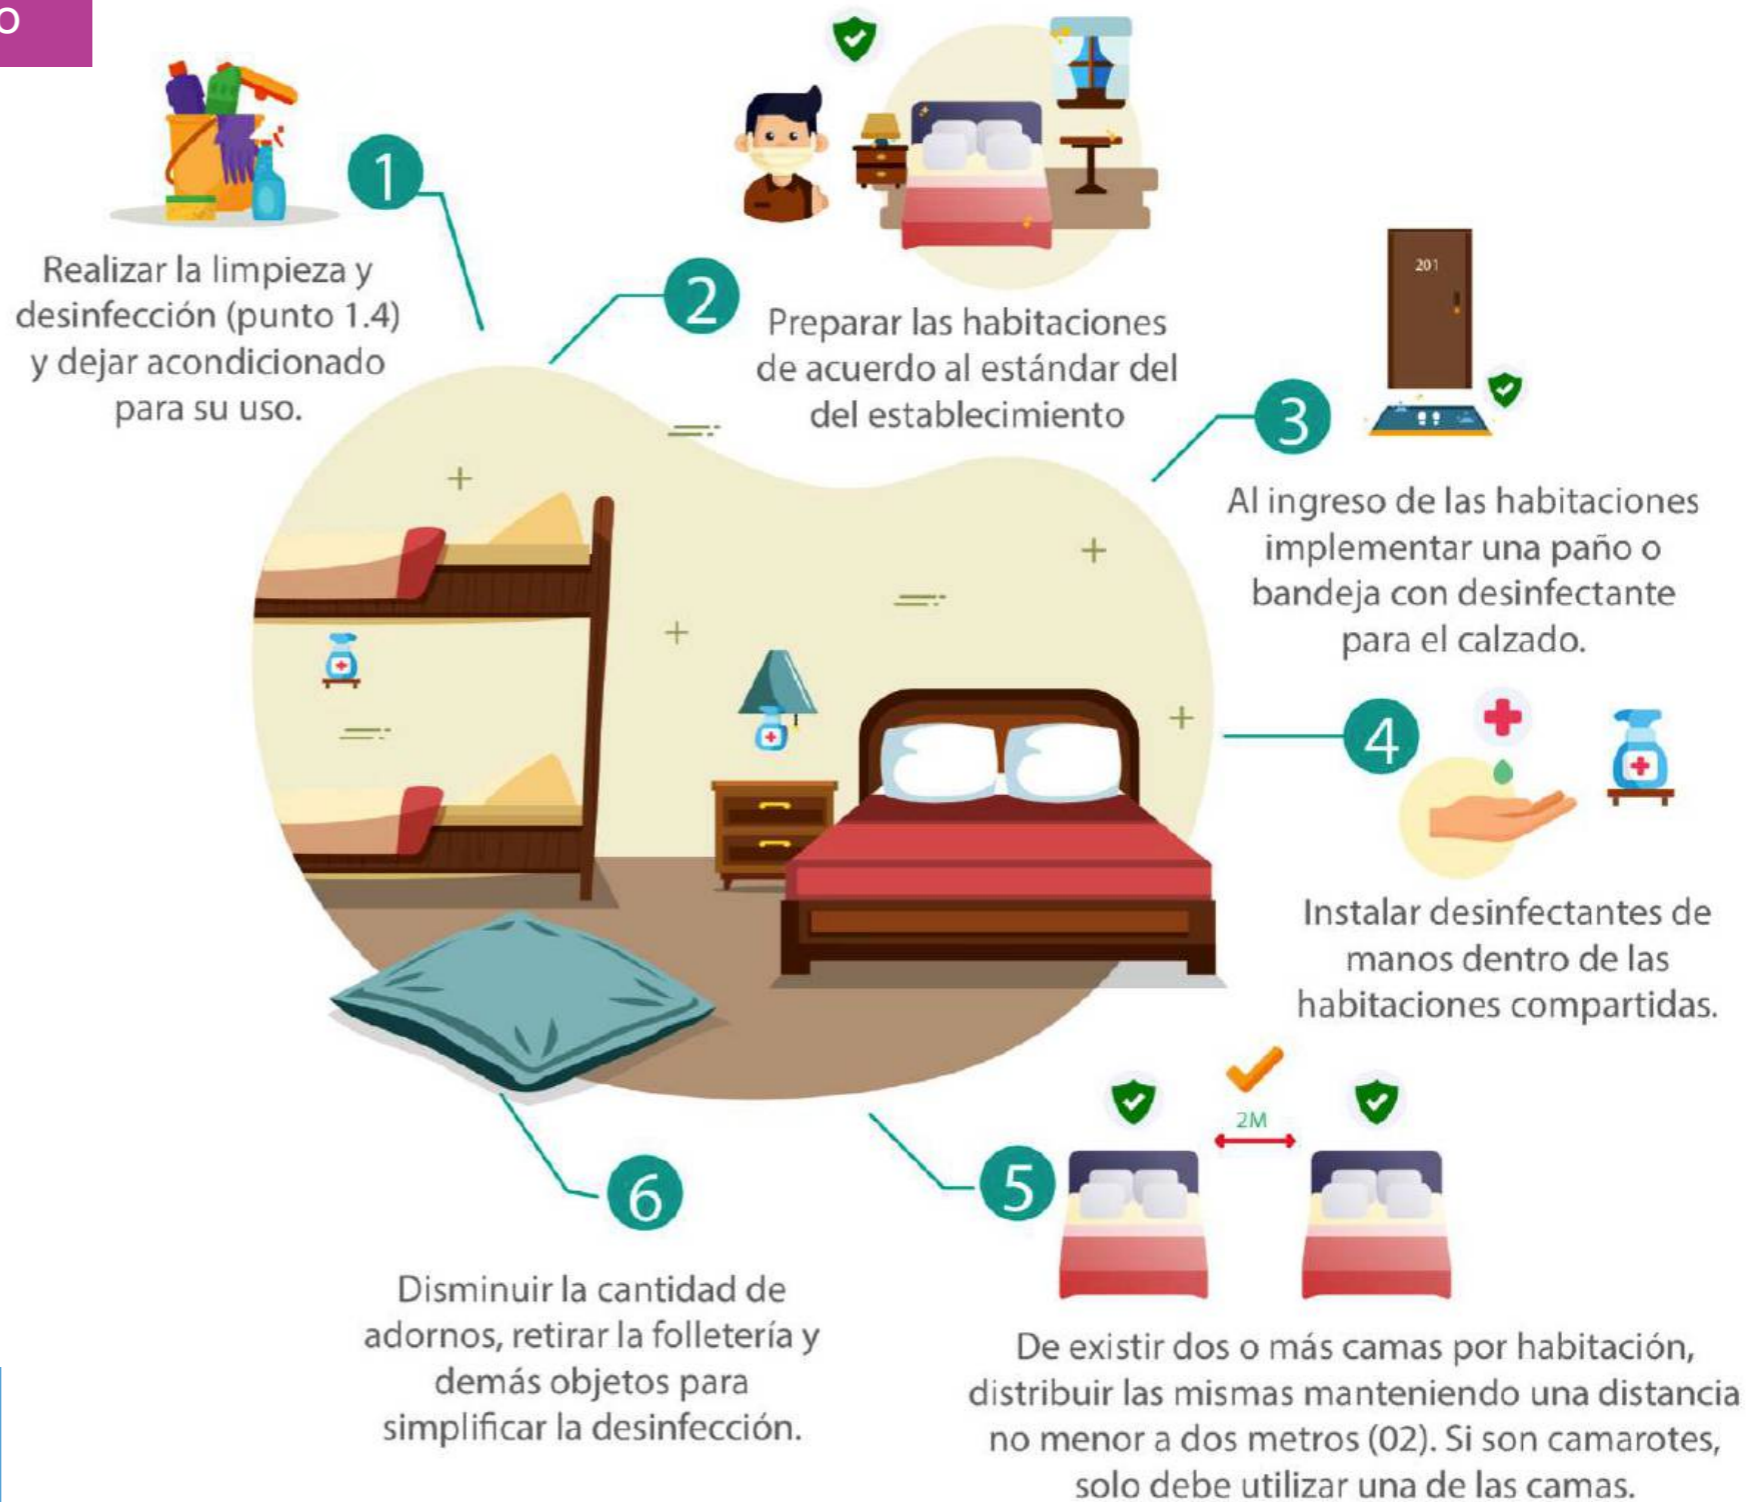 o
1
Realizar la limpieza y
desinfección (punto 1.4)
y dejar acondicionado
para su uso.
2
Preparar las habitaciones
de acuerdo al estándar del
del establecimiento
201
3
Al ingreso de las habitaciones
implementar una paño o
bandeja con desinfectante
para el calzado.
4
Instalar desinfectantes de
manos dentro de las
habitaciones compartidas.
2M
5
De existir dos o más camas por habitación,
distribuir las mismas manteniendo una distancia
no menor a dos metros (02). Si son camarotes,
solo debe utilizar una de las camas.
6
Disminuir la cantidad de
adornos, retirar la folletería y
demás objetos para
simplificar la desinfección.